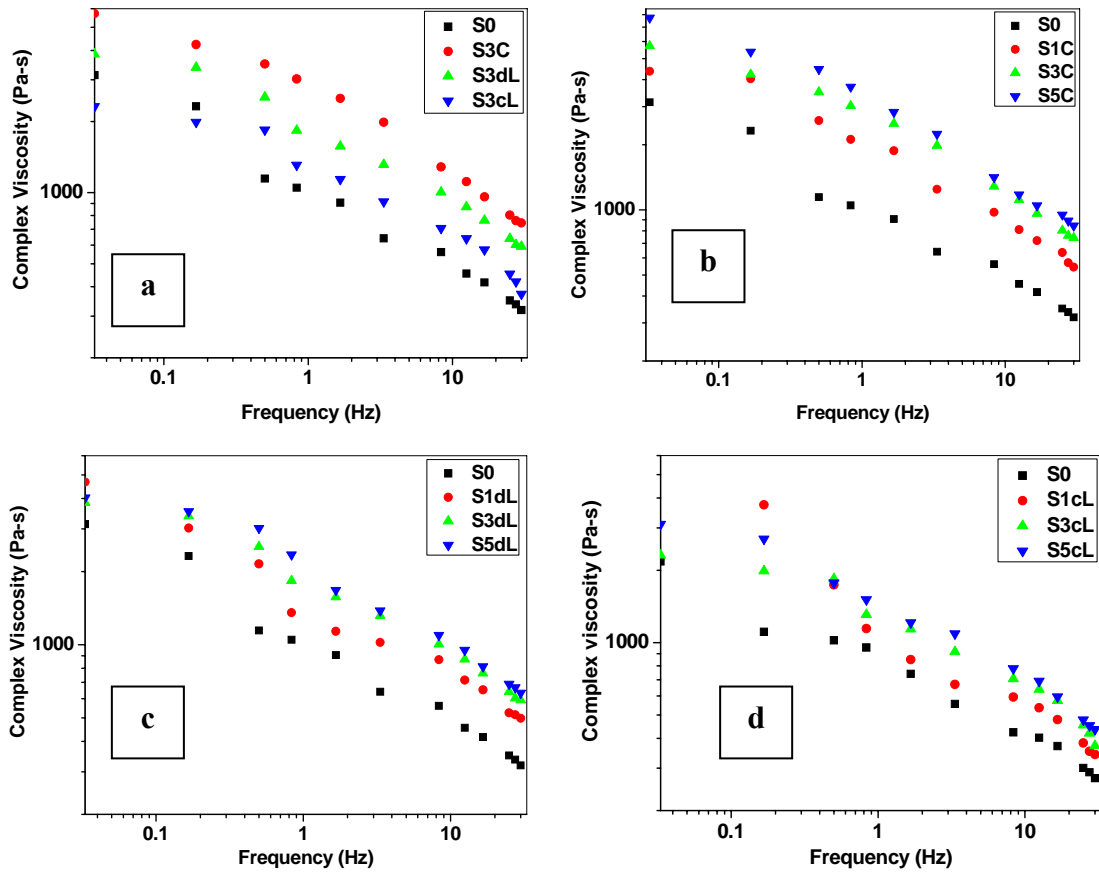 S0
S3C
S3dL
S3cL
Complex Viscosity (Pa-s)
1000
a
0.1
1
10
Frequency (Hz)
S0
S1C
S3C
S5C
Complex Viscosity (Pa-s)
1000
b
0.1
1
10
Frequency (Hz)
S0
S1dL
S3dL
S5dL
Complex Viscosity (Pa-s)
1000
c
0.1
1
10
Frequency (Hz)
S0
S1cL
S3cL
S5cL
Complex viscosity (Pa-s)
1000
d
0.1
1
10
Frequency (Hz)